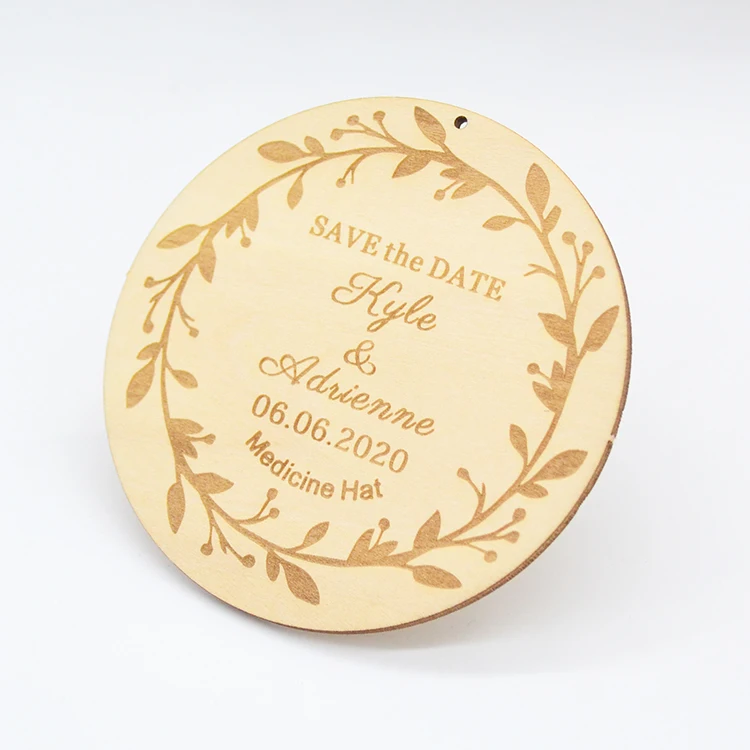 SAVE the DATE
Kyle
&
Adrienne
06.06.2020
Medicine Hat